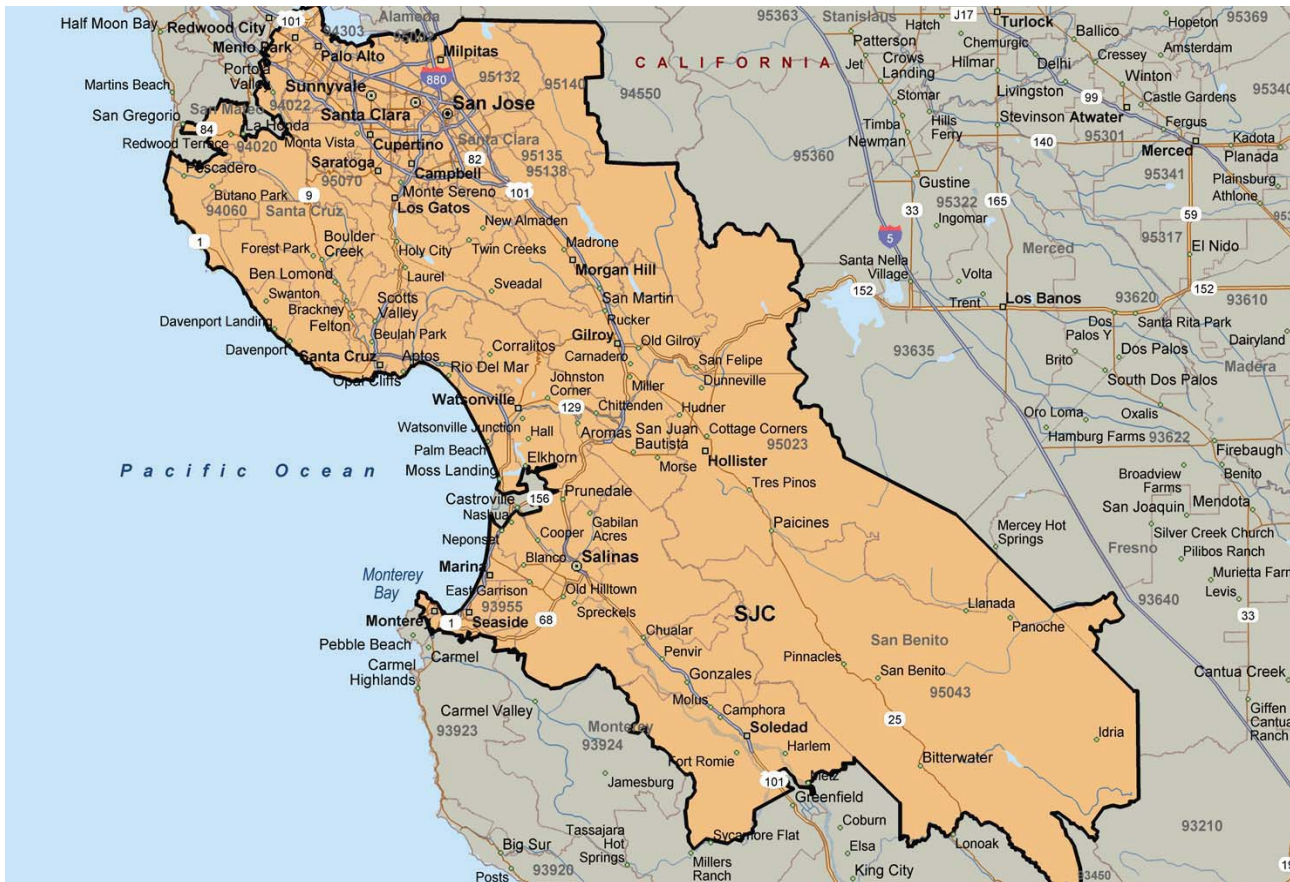 Half Moon Bay
Redwood City
101
94303
Alameda
95002
Menlo Park
Palo Alto
Milpitas
Portola
Valley
880
95132
95140
Martins Beach
Sunnyvale
San Jose
San Mateo
94022
Santa Clara
San Gregorio
84
La Honda
Redwood Terrace
94020
Monta Vista
Cupertino
Santa Clara
82
95135
95138
Saratoga
95070
Campbell
101
Pescadero
Butano Park
9
Monte Sereno
Los Gatos
94060
Santa Cruz
New Almaden
1
Forest Park
Boulder
Creek
Holy City
Twin Creeks
Madrone
Ben Lomond
Laurel
Morgan Hill
Swanton
Scotts
Valley
Sveadal
San Martin
Brackney
Felton
Rucker
Davenport Landing
Beulah Park
Gilroy
Old Gilroy
Davenport
Santa Cruz
Aptos
Corralitos
Carnadero
San Felipe
Opal Cliffs
Rio Del Mar
Johnston
Corner
Miller
Dunneville
Watsonville
129
Chittenden
Hudner
Watsonville Junction
Hall
Aromas
San Juan
Bautista
Cottage Corners
95023
Palm Beach
Elkhorn
Morse
Hollister
Moss Landing
Pacific Ocean
Castroville
156
Prunedale
Tres Pinos
Nashua
Gabilan
Acres
Paicines
Neponset
Cooper
Marina
Blanco
Salinas
Monterey
Bay
East Garrison
Old Hilltown
93955
Spreckels
SJC
Llanada
Montere
1
Seaside
68
Panoche
Pebble Beach
Chualar
San Benito
Carmel
Penvir
Pinnacles
San Benito
Carmel
Highlands
Gonzales
95043
Carmel Valley
Molus
Camphora
25
Monterey
Soledad
93923
93924
Idria
Fort Romie
Harlem
Bitterwater
Jamesburg
101
Metz
Greenfield
Coburn
Tassajara
Hot
Springs
Sycamore Flat
Lonoak
Big Sur
Elsa
93210
Posts
93920
Millers
Ranch
King City
93450
CALIFORNIA
94550
95363
Stanislaus
Hatch
J17
Turlock
Hopeton
95369
Patterson
Chemurgic
Ballico
Jet
Crows
Landing
Hilmar
Delhi
Cressey
Amsterdam
Winton
Livingston
99
Castle Gardens
95340
Stomar
Stevinson
Atwater
Timba
Hills
Ferry
95301
Fergus
Kadota
Newman
140
95360
Merced
Planada
Gustine
95341
Plainsburg
95322
165
Athlone
33
Ingomar
59
5
Merced
95317
El Nido
Santa Nella
Village
Volta
152
Trent
Los Banos
93620
152
93610
Dos
Palos Y
Santa Rita Park
93635
Brito
Dos Palos
Dairyland
Madera
South Dos Palos
Oro Loma
Oxalis
Hamburg Farms
93622
Firebaugh
Broadview
Farms
Benito
San Joaquin
Mendota
Mercey Hot
Springs
Silver Creek Church
Fresno
Pilibos Ranch
Murietta Farm
93640
Levis
33
Cantua Creek
Giffen
Cantua
Ranch